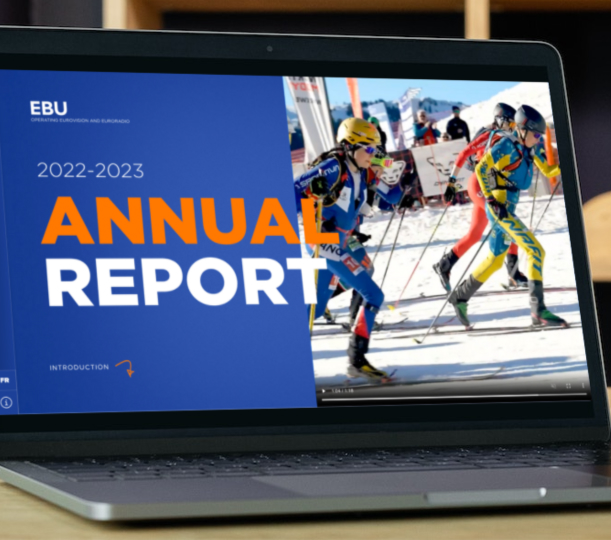 EBU
OPERATING EUROVISION AND EURORADIO
2022-2023
ANNUAL
REPORT
INTRODUCTION
FR